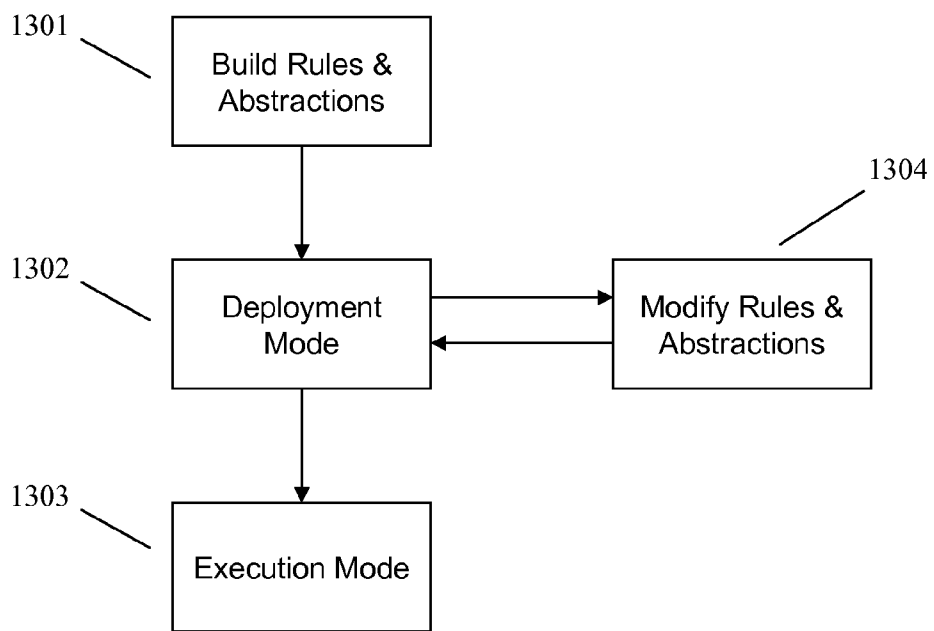 1301
Build Rules &
Abstractions
1304
1302
Deployment
Mode
Modify Rules &
Abstractions
1303
Execution Mode